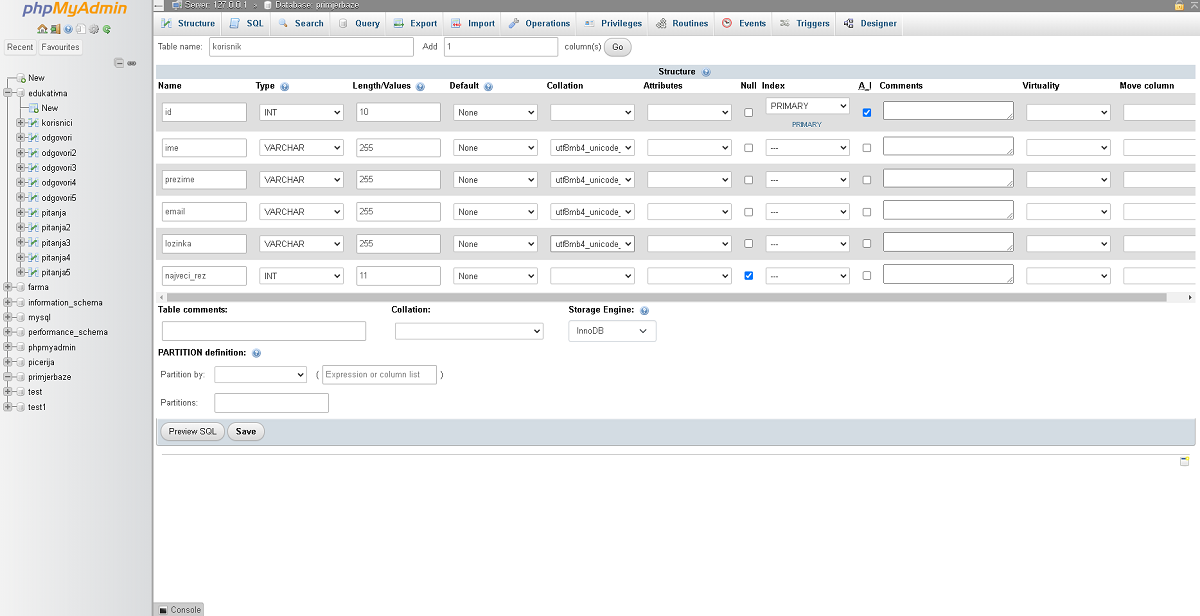 phpMyAdmin
Recent Favourites
New
edukativna
New
korisnici
odgovori
odgovori2
odgovori3
odgovori4
odgovori5
pitanja
pitanja2
pitanja3
pitanja4
pitanja5
farma
information_schema
mysql
performance_schema
phpmyadmin
picerija
primjerbaze
test
test1
Server: 127.0.0.1 » Database: primjerbaze
Structure SQL Search Query Export Import Operations Privileges Routines Events Triggers Designer
Table name: korisnik Add 1 column(s) Go
Structure
Name Type Length/Values Default Collation Attributes Null Index A_I Comments Virtuality Move column
id INT 10 None PRIMARY
PRIMARY
ime VARCHAR 255 None utf8mb4_unicode_ ---
prezime VARCHAR 255 None utf8mb4_unicode_ ---
email VARCHAR 255 None utf8mb4_unicode_ ---
lozinka VARCHAR 255 None utf8mb4_unicode_ ---
najveci_rez INT 11 None ---
Table comments: Collation: Storage Engine:
InnoDB
PARTITION definition:
Partition by: ( Expression or column list )
Partitions:
Preview SQL Save
Console